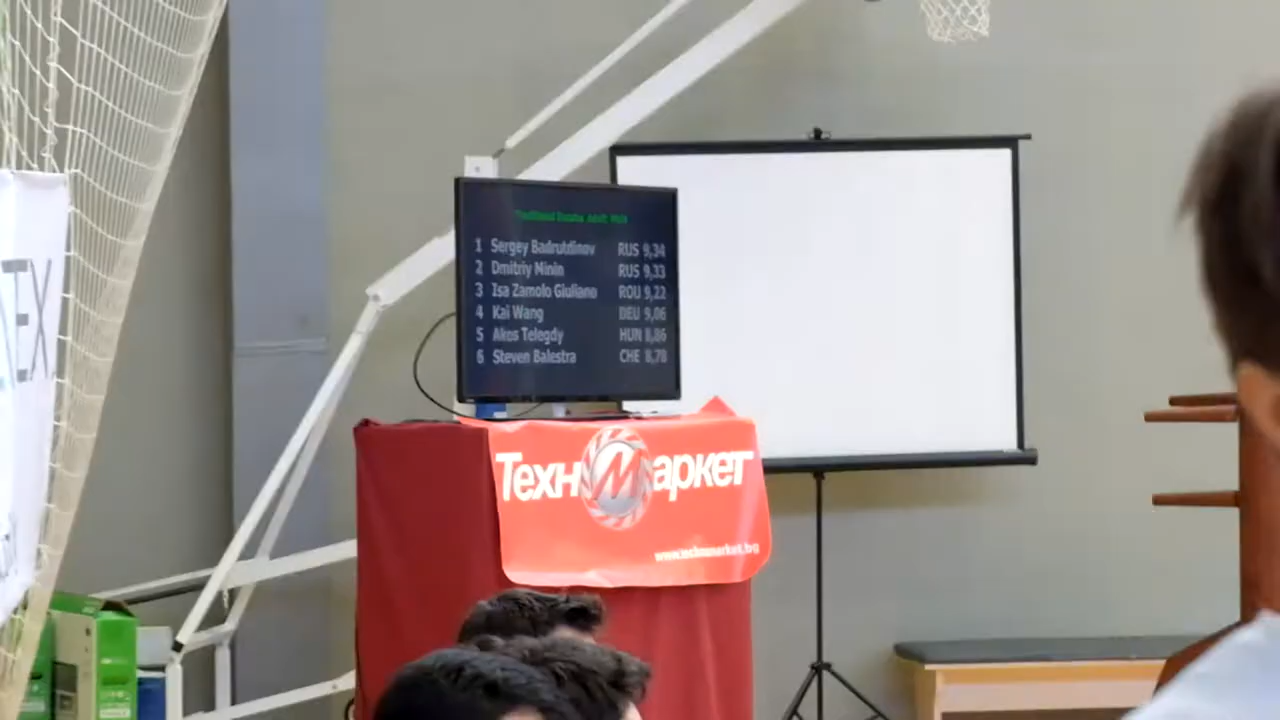 TEX
1 Sergey Badrutdinov RUS 9,34
2 Dmitriy Minin RUS 9,33
3 Isa Zamolo Giuliano ROU 9,22
4 Kai Wang DEU 9,06
5 Akos Telegdy HUN 8,86
6 Steven Balestra CHE 8,78
ТехноМаркет
www.technomarket.bg